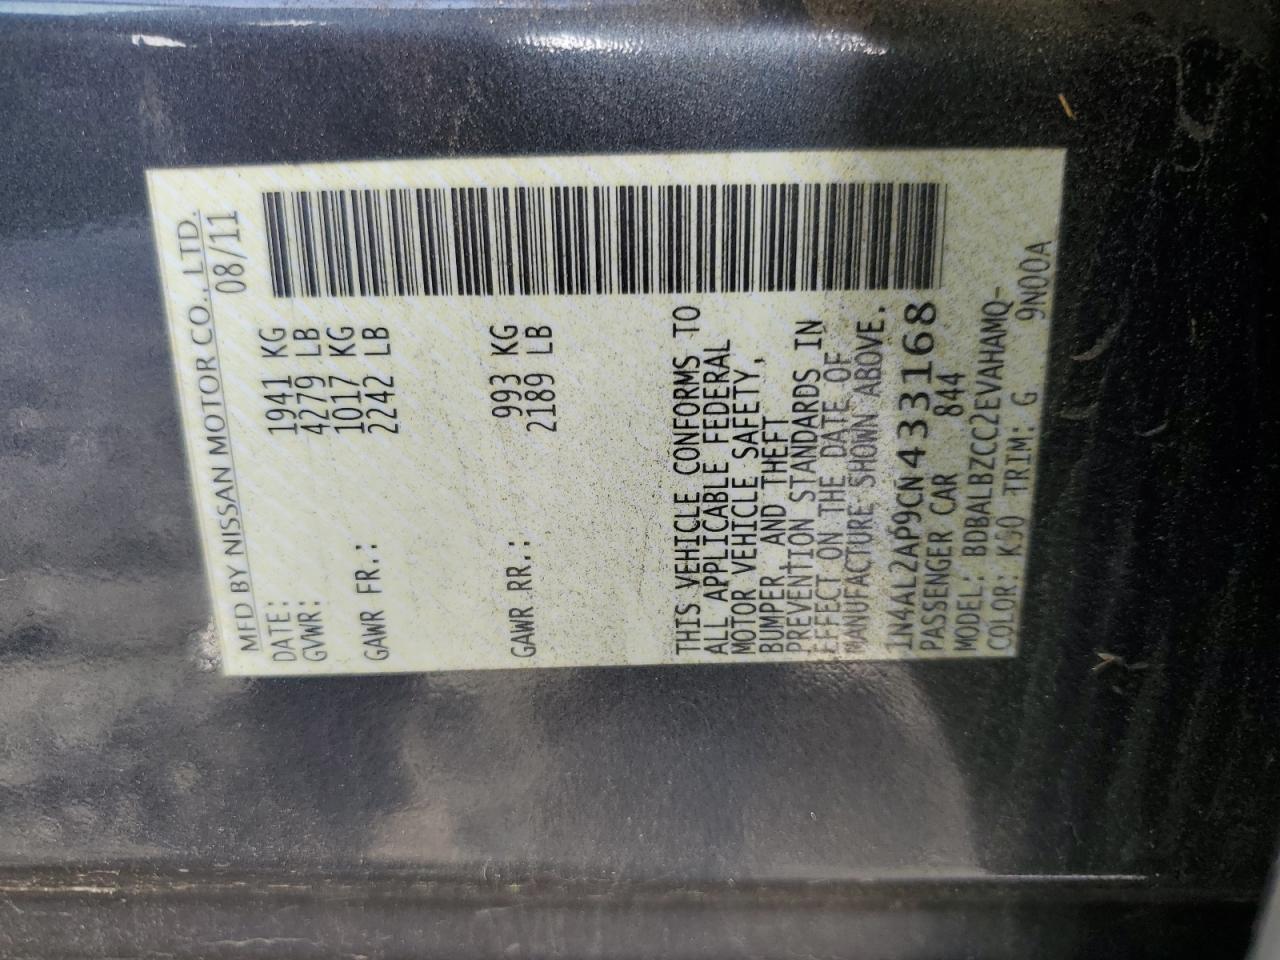 MFD BY NISSAN MOTOR CO., LTD.
DATE: 08/11
GVWR: 1941 KG
4279 LB
1017 KG
GAWR FR.: 2242 LB
993 KG
GAWR RR.: 2189 LB
THIS VEHICLE CONFORMS TO
ALL APPLICABLE FEDERAL
MOTOR VEHICLE SAFETY,
BUMPER, AND THEFT
PREVENTION STANDARDS IN
EFFECT ON THE DATE OF
MANUFACTURE SHOWN ABOVE.
1N4AL2AP9CN433168
PASSENGER CAR 844
MODEL: BDBALBZCC2EVAHAMQ-
COLOR: K50 TRIM: G 9N00A